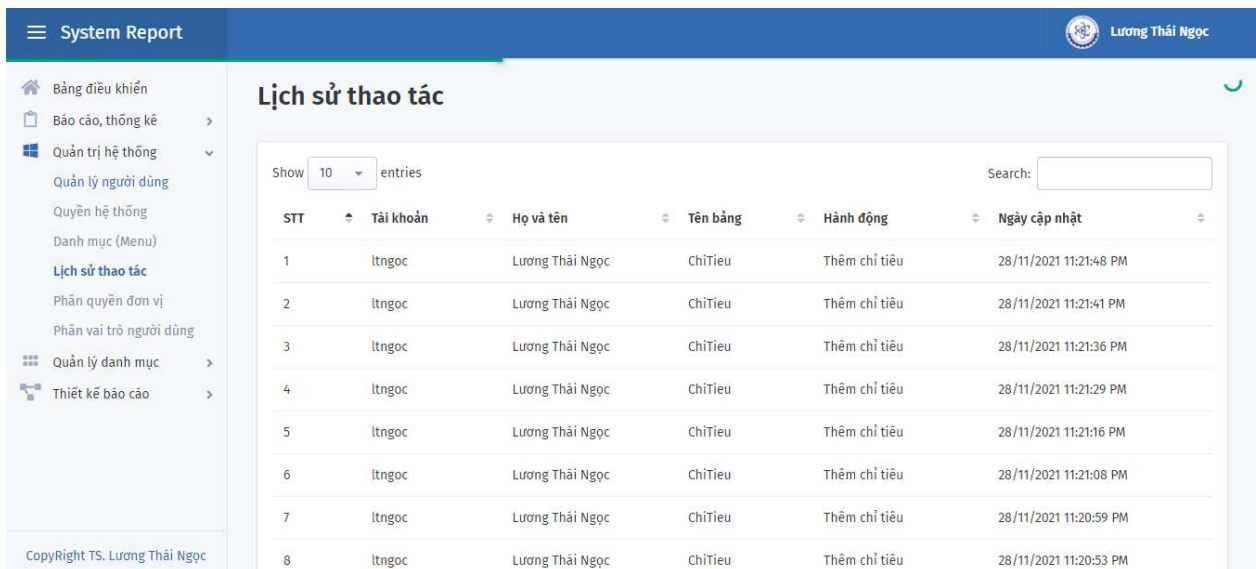 System Report
Lương Thái Ngọc
Bảng điều khiển
Báo cáo, thống kê
Quản trị hệ thống
Quản lý người dùng
Quyền hệ thống
Danh mục (Menu)
Lịch sử thao tác
Phân quyền đơn vị
Phân vai trò người dùng
Quản lý danh mục
Thiết kế báo cáo
CopyRight TS. Lương Thái Ngọc
Lịch sử thao tác
Show 10 entries Search:
STT Tài khoản Họ và tên Tên bảng Hành động Ngày cập nhật
1 ltngoc Lương Thái Ngọc ChiTieu Thêm chỉ tiêu 28/11/2021 11:21:48 PM
2 ltngoc Lương Thái Ngọc ChiTieu Thêm chỉ tiêu 28/11/2021 11:21:41 PM
3 ltngoc Lương Thái Ngọc ChiTieu Thêm chỉ tiêu 28/11/2021 11:21:36 PM
4 ltngoc Lương Thái Ngọc ChiTieu Thêm chỉ tiêu 28/11/2021 11:21:29 PM
5 ltngoc Lương Thái Ngọc ChiTieu Thêm chỉ tiêu 28/11/2021 11:21:16 PM
6 ltngoc Lương Thái Ngọc ChiTieu Thêm chỉ tiêu 28/11/2021 11:21:08 PM
7 ltngoc Lương Thái Ngọc ChiTieu Thêm chỉ tiêu 28/11/2021 11:20:59 PM
8 ltngoc Lương Thái Ngọc ChiTieu Thêm chỉ tiêu 28/11/2021 11:20:53 PM